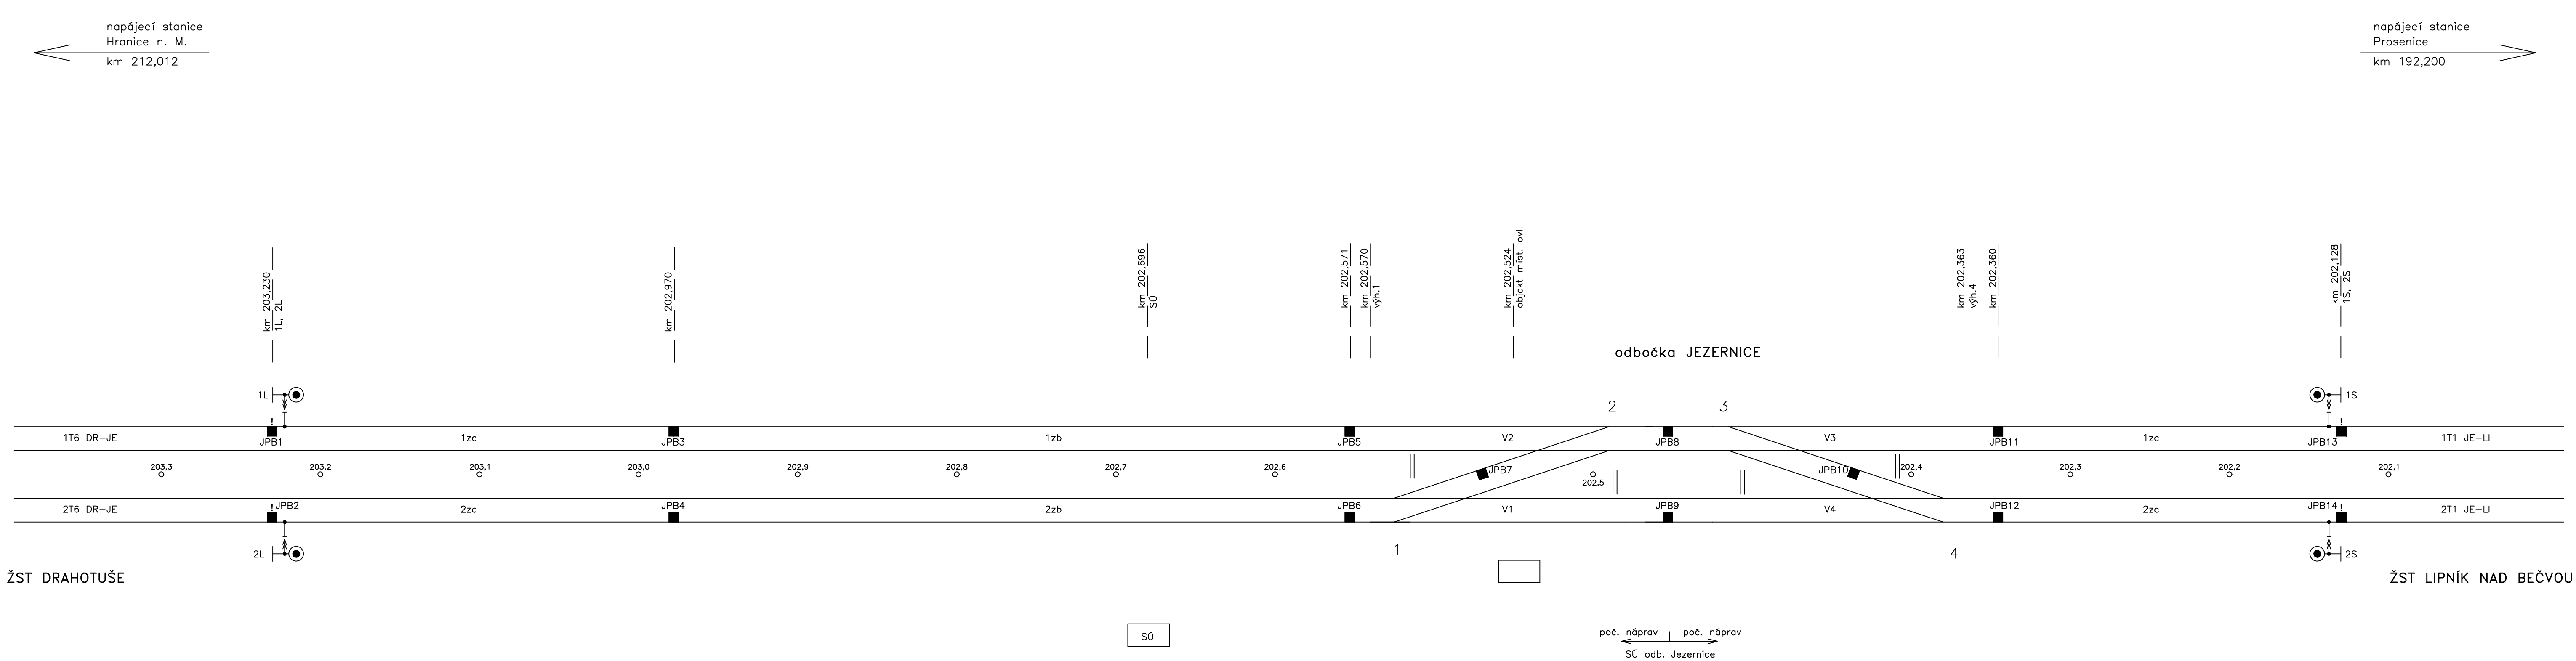 napájecí stanice
Hranice n. M.
km 212,012
napájecí stanice
Prosenice
km 192,200
km 203,230
1L, 2L
km 202,970
km 202,696
SÚ
km 202,571
km 202,570
výh.1
km 202,524
objekt míst. ovl.
km 202,363
výh.4
km 202,360
km 202,128
1S, 2S
odbočka JEZERNICE
1L
1S
2
3
1T6 DR-JE
JPB1
1za
JPB3
1zb
JPB5
V2
JPB8
V3
JPB11
1zc
JPB13
1T1 JE-LI
203,3
203,2
203,1
203,0
202,9
202,8
202,7
202,6
JPB7
202,5
JPB10
202,4
202,3
202,2
202,1
2T6 DR-JE
JPB2
2za
JPB4
2zb
JPB6
V1
JPB9
V4
JPB12
2zc
JPB14
2T1 JE-LI
2L
1
4
2S
ŽST DRAHOTUŠE
ŽST LIPNÍK NAD BEČVOU
SÚ
poč. náprav
poč. náprav
SÚ odb. Jezernice